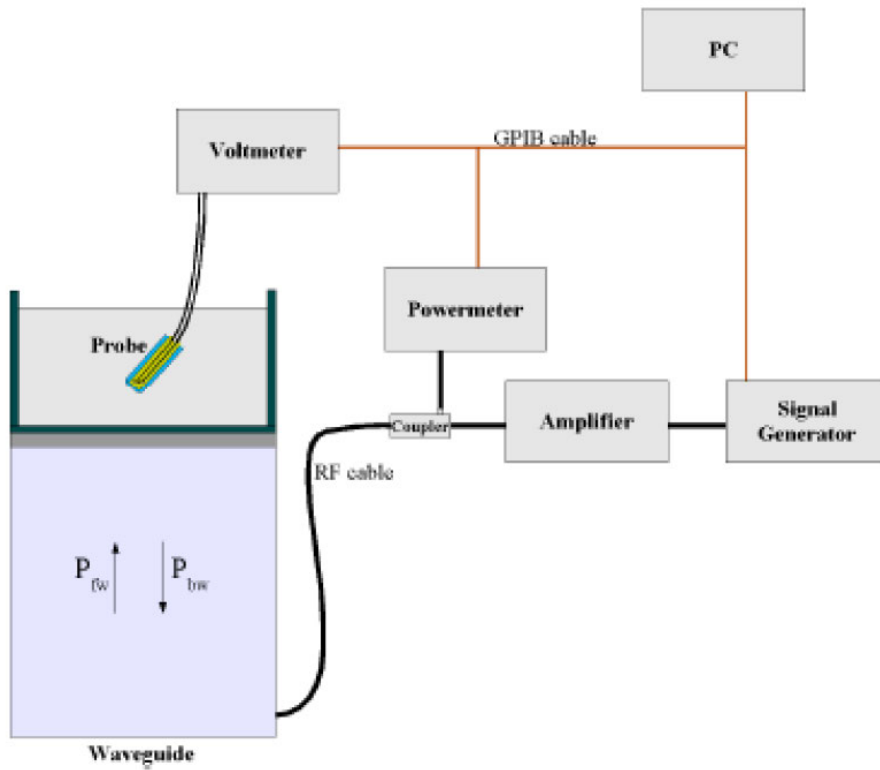 PC
GPIB cable
Voltmeter
Powermeter
Probe
Coupler
Amplifier
Signal
Generator
RF cable
P fw
P bw
Waveguide